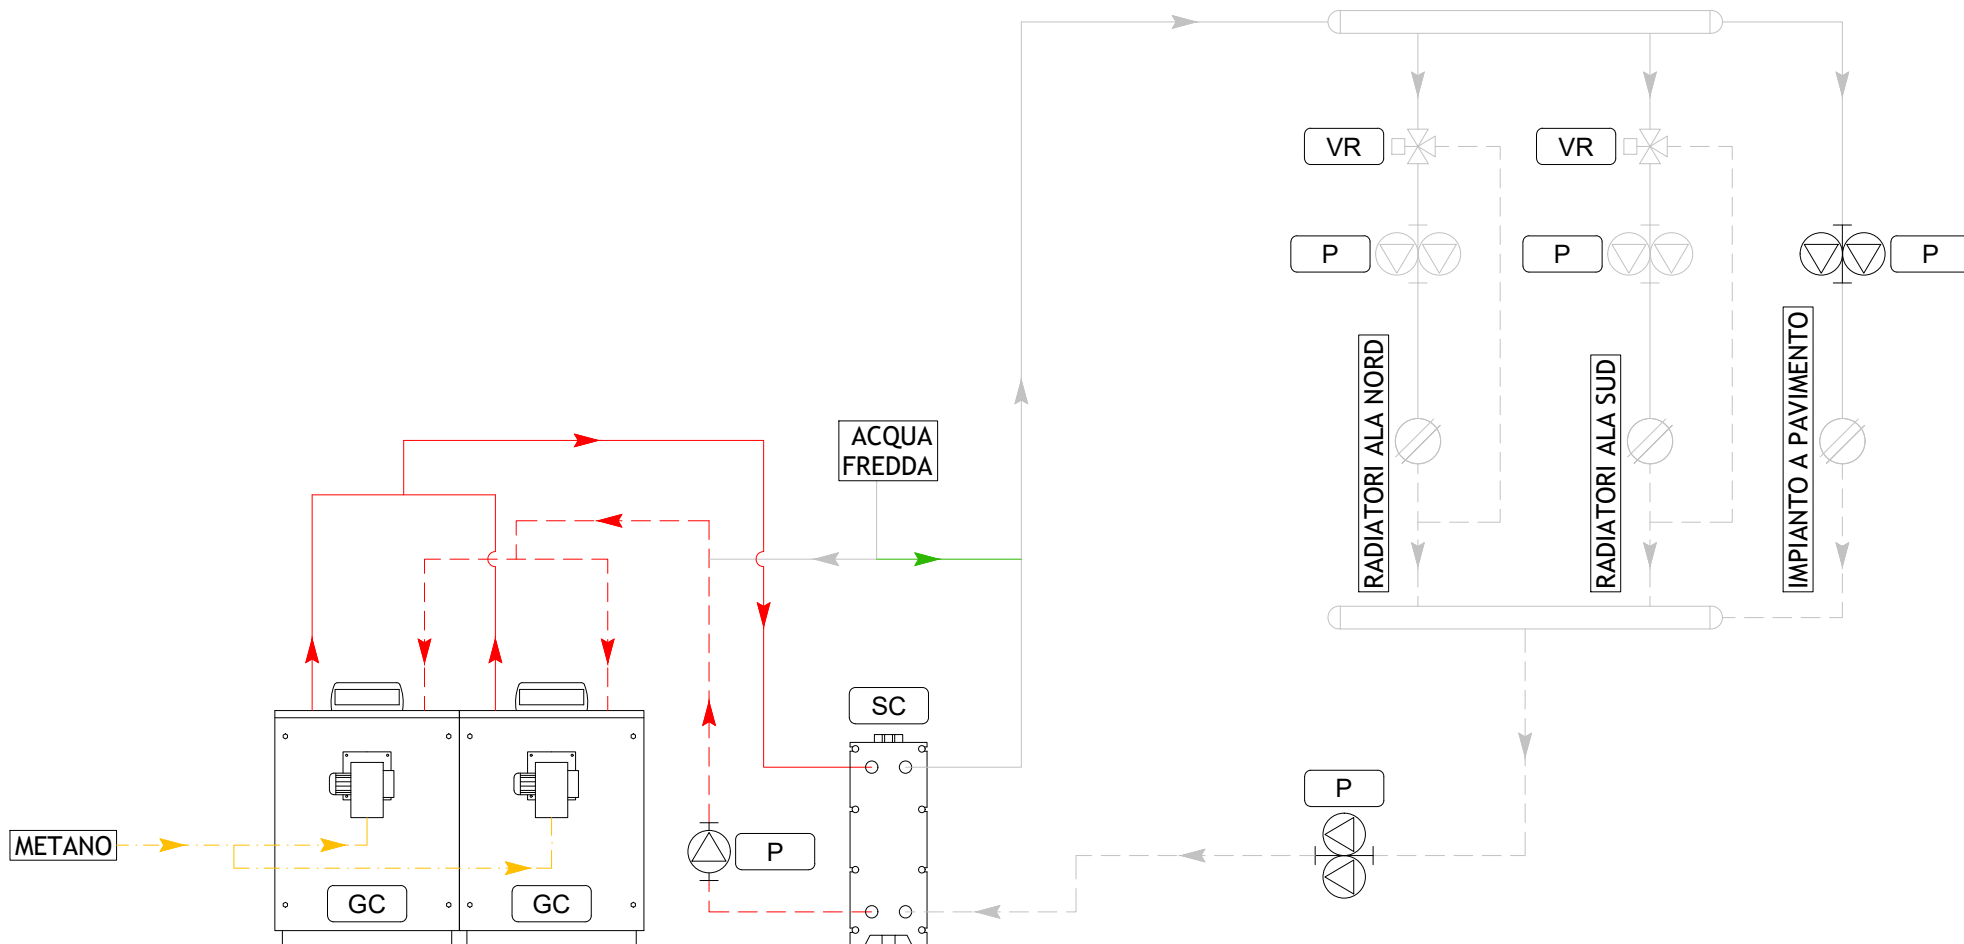 VR
VR
P
P
P
RADIATORI ALA NORD
RADIATORI ALA SUD
IMPIANTO A PAVIMENTO
ACQUA
FREDDA
SC
P
METANO
P
GC
GC